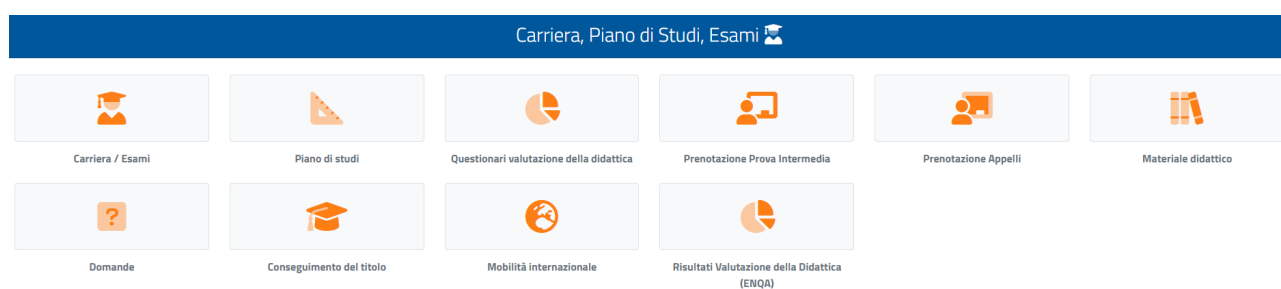 Carriera, Piano di Studi, Esami
Carriera / Esami
Piano di studi
Questionari valutazione della didattica
Prenotazione Prova Intermedia
Prenotazione Appelli
Materiale didattico
?
Domande
Conseguimento del titolo
Mobilità internazionale
Risultati Valutazione della Didattica
(ENQA)